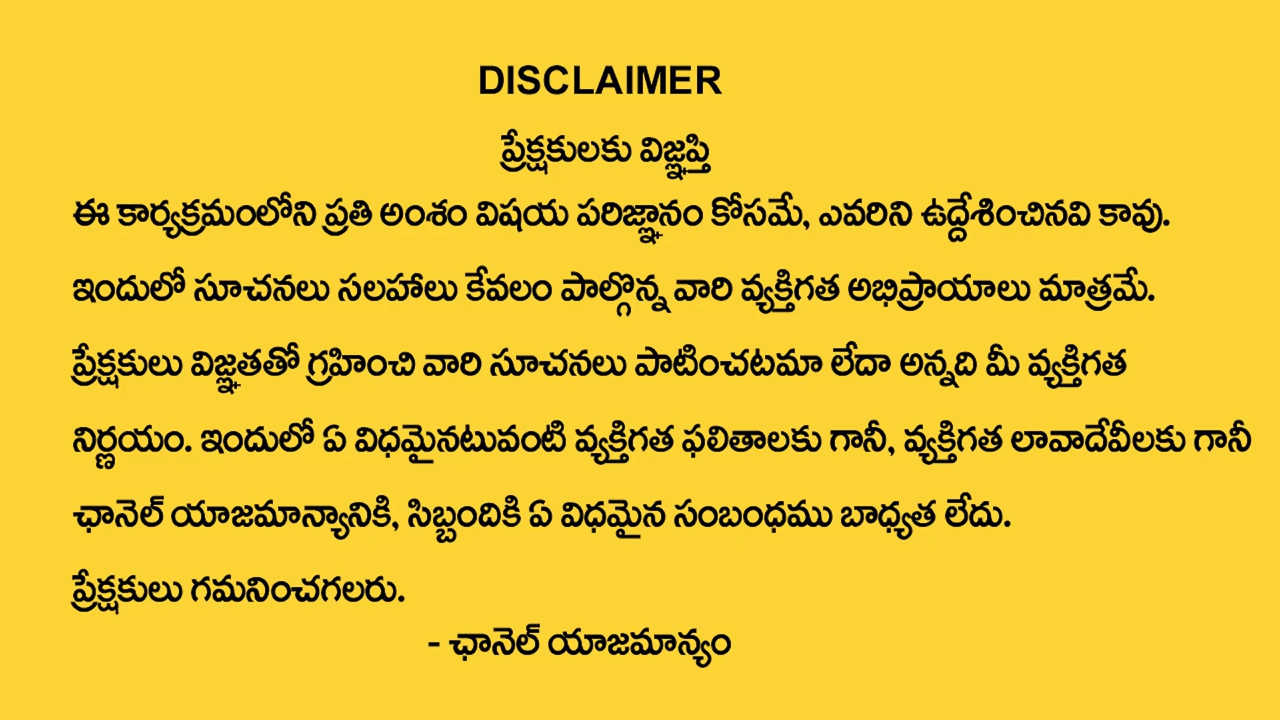 DISCLAIMER
ప్రేక్షకులకు విజ్ఞప్తి
ఈ కార్యక్రమంలోని ప్రతి అంశం విషయ పరిజ్ఞానం కోసమే, ఎవరిని ఉద్దేశించినవి కావు.
ఇందులో సూచనలు సలహాలు కేవలం పాల్గొన్న వారి వ్యక్తిగత అభిప్రాయాలు మాత్రమే.
ప్రేక్షకులు విజ్ఞతతో గ్రహించి వారి సూచనలు పాటించటమా లేదా అన్నది మీ వ్యక్తిగత
నిర్ణయం. ఇందులో ఏ విధమైనటువంటి వ్యక్తిగత ఫలితాలకు గానీ, వ్యక్తిగత లావాదేవీలకు గానీ
ఛానెల్ యాజమాన్యానికి, సిబ్బందికి ఏ విధమైన సంబంధము బాధ్యత లేదు.
ప్రేక్షకులు గమనించగలరు.
- ఛానెల్ యాజమాన్యం